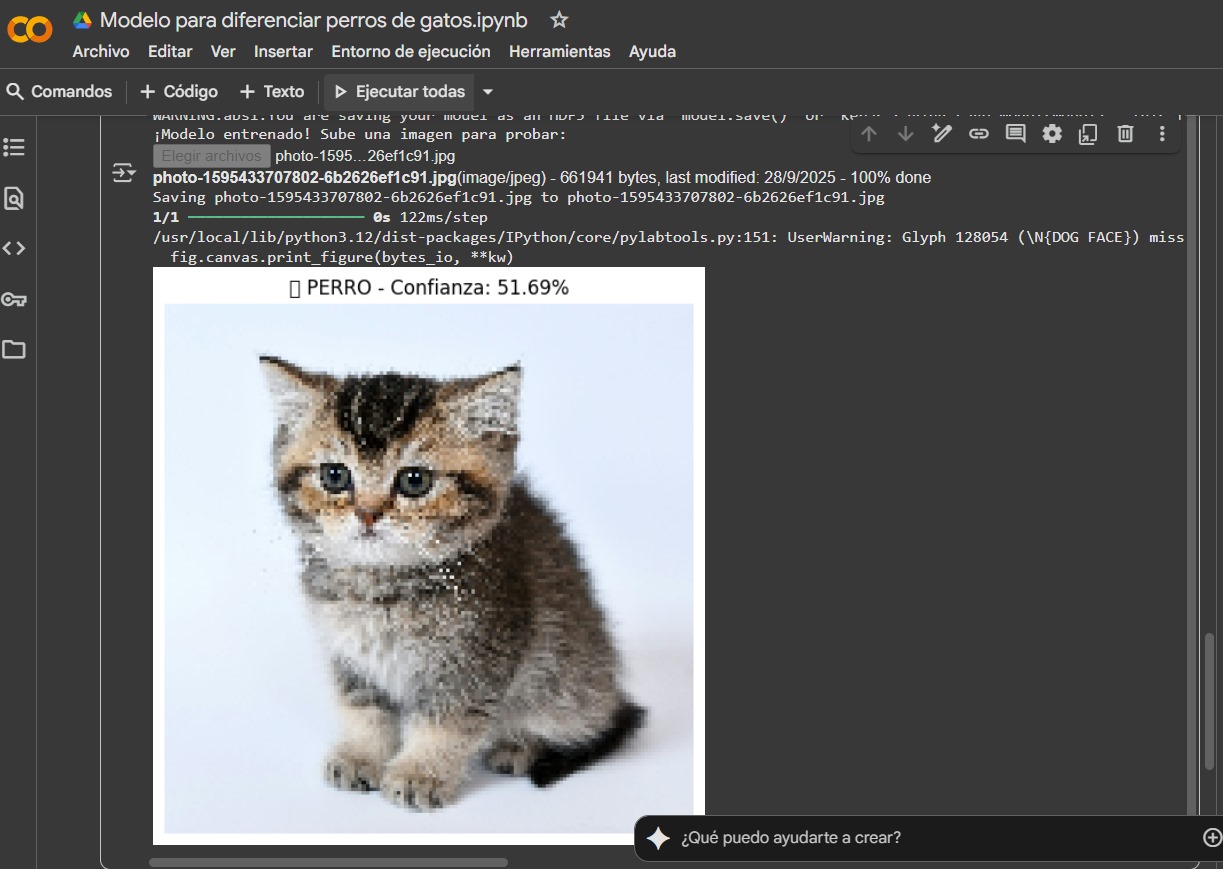 Modelo para diferenciar perros de gatos.ipynb
Archivo Editar Ver Insertar Entorno de ejecución Herramientas Ayuda
Comandos + Código + Texto Ejecutar todas
WARNING:absl:You are saving your model as an HDF5 file via `model.save()` or
¡Modelo entrenado! Sube una imagen para probar:
Elegir archivos photo-1595…26ef1c91.jpg
photo-1595433707802-6b2626ef1c91.jpg(image/jpeg) - 661941 bytes, last modified: 28/9/2025 - 100% done
Saving photo-1595433707802-6b2626ef1c91.jpg to photo-1595433707802-6b2626ef1c91.jpg
1/1 0s 122ms/step
/usr/local/lib/python3.12/dist-packages/IPython/core/pylabtools.py:151: UserWarning: Glyph 128054 (\N{DOG FACE}) miss
fig.canvas.print_figure(bytes_io, **kw)
PERRO - Confianza: 51.69%
¿Qué puedo ayudarte a crear?